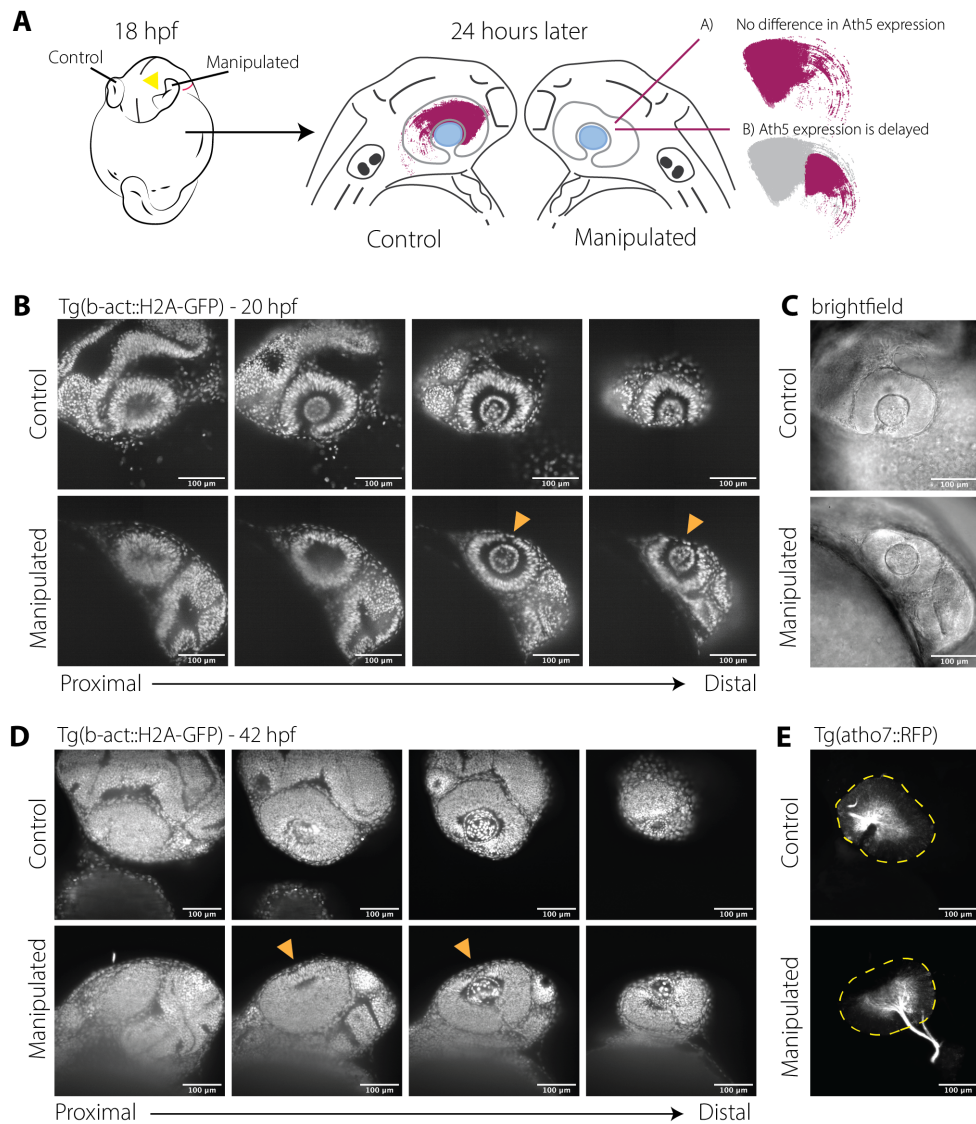 A
18 hpf
24 hours later
A)
No difference in Ath5 expression
Control
Manipulated
B) Ath5 expression is delayed
Control
Manipulated
B
Tg(b-act::H2A-GFP) - 20 hpf
C
brightfield
Control
100 µm
100 µm
100 µm
100 µm
Control
100 µm
Manipulated
100 µm
100 µm
100 µm
100 µm
Manipulated
100 µm
Proximal
Distal
D
Tg(b-act::H2A-GFP) - 42 hpf
E
Tg(atho7::RFP)
Control
100 µm
100 µm
100 µm
100 µm
Control
100 µm
Manipulated
100 µm
100 µm
100 µm
100 µm
Manipulated
100 µm
Proximal
Distal